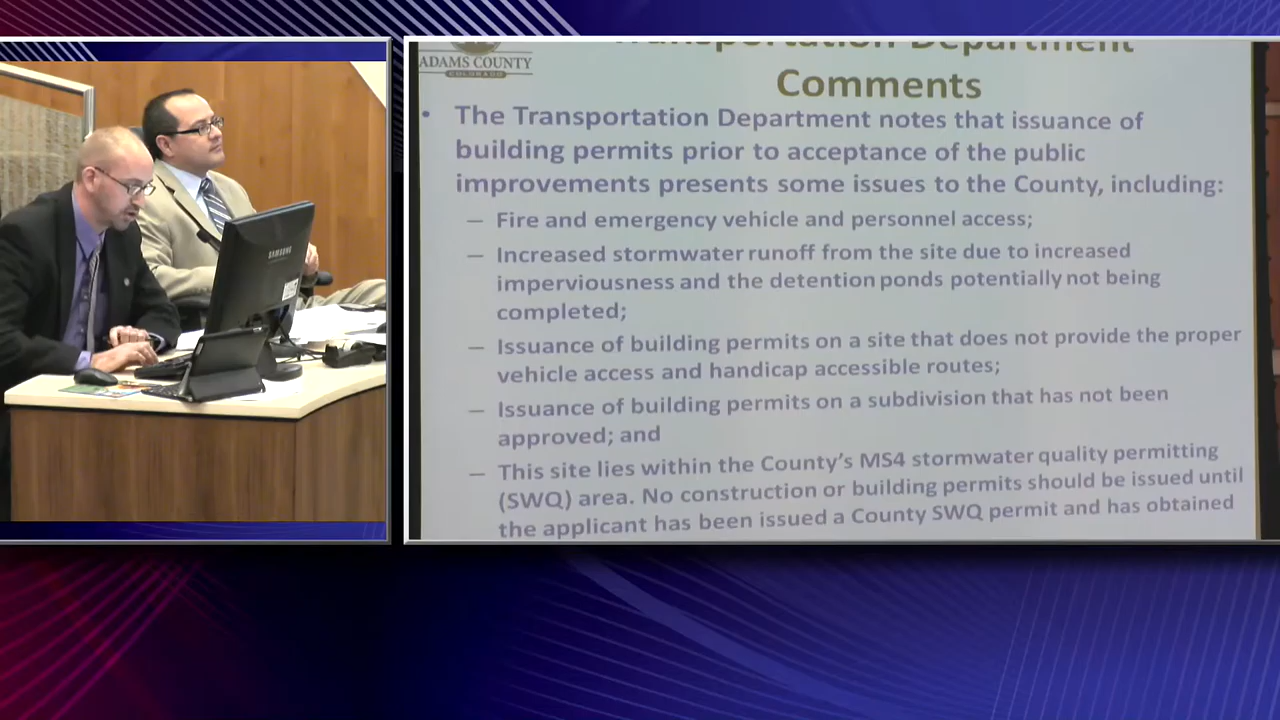 ADAMS COUNTY
COLORADO
Transportation Department
Comments
• The Transportation Department notes that issuance of
building permits prior to acceptance of the public
improvements presents some issues to the County, including:
— Fire and emergency vehicle and personnel access;
— Increased stormwater runoff from the site due to increased
imperviousness and the detention ponds potentially not being
completed;
— Issuance of building permits on a site that does not provide the proper
vehicle access and handicap accessible routes;
— Issuance of building permits on a subdivision that has not been
approved; and
— This site lies within the County’s MS4 stormwater quality permitting
(SWQ) area. No construction or building permits should be issued until
the applicant has been issued a County SWQ permit and has obtained
SAMSUNG